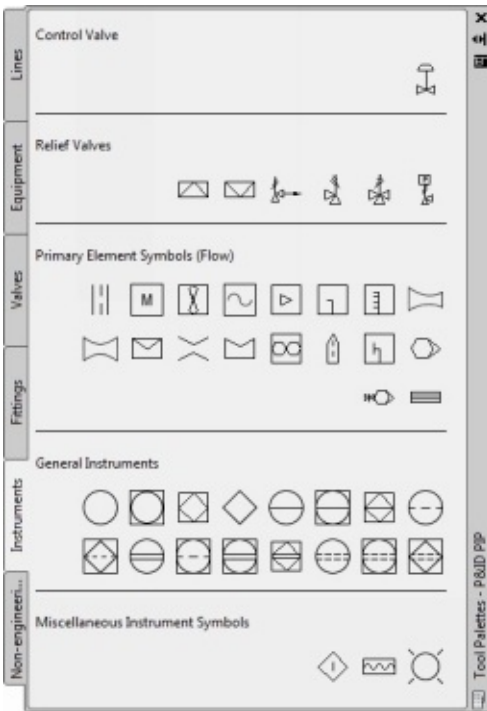 Control Valve
Relief Valves
Primary Element Symbols (Flow)
M
General Instruments
Miscellaneous Instrument Symbols
Lines
Equipment
Valves
Fittings
Instruments
Non-engineeri...
Tool Palettes - P&ID PIP